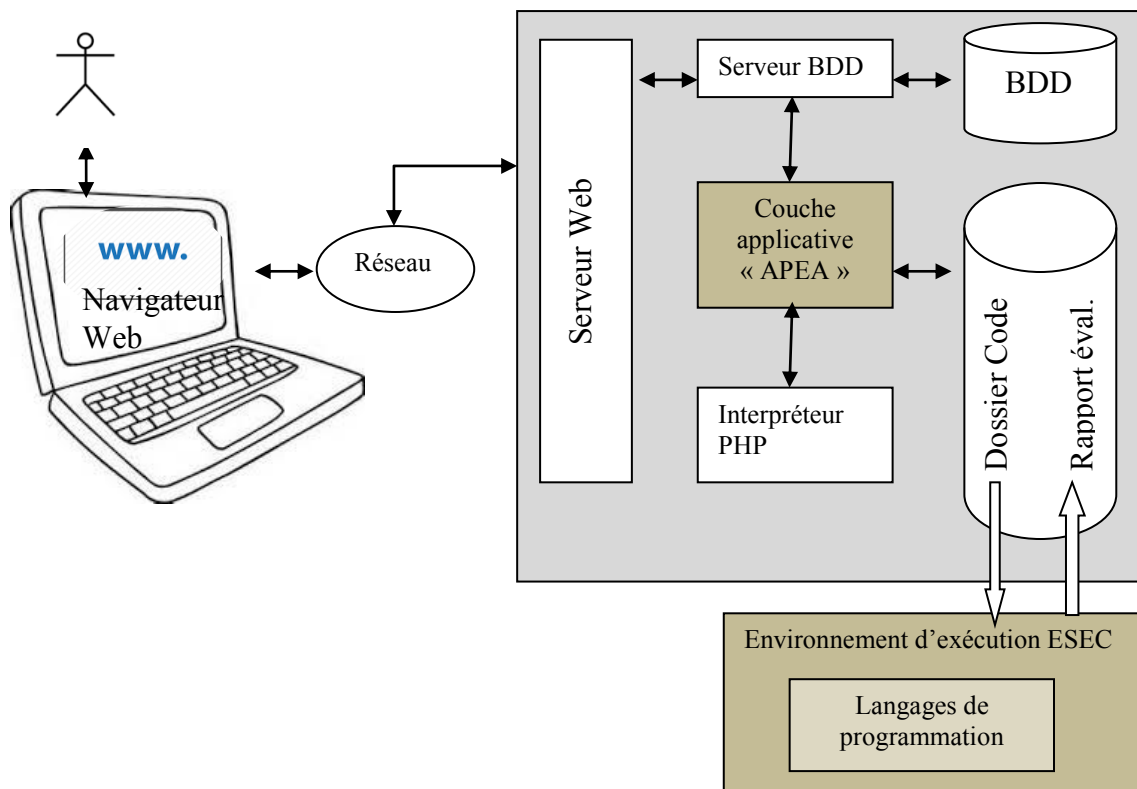 www.
Navigateur
Web
Réseau
Serveur Web
Serveur BDD
BDD
Couche
applicative
« APEA »
Interpréteur
PHP
Dossier Code
Rapport éval.
Environnement d’exécution ESEC
Langages de
programmation